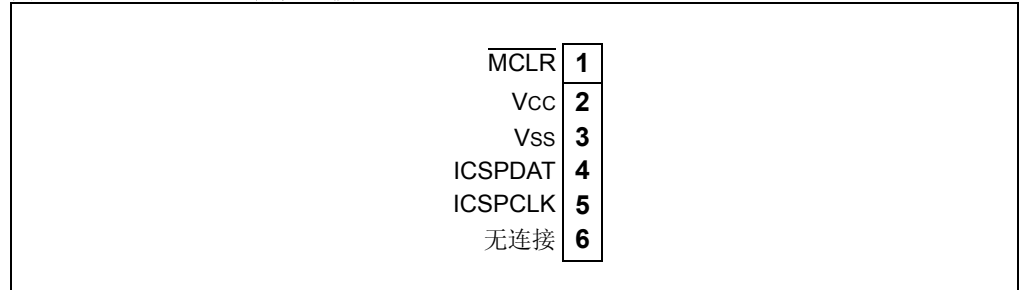 MCLR 1
Vcc 2
Vss 3
ICSPDAT 4
ICSPCLK 5
无连接 6